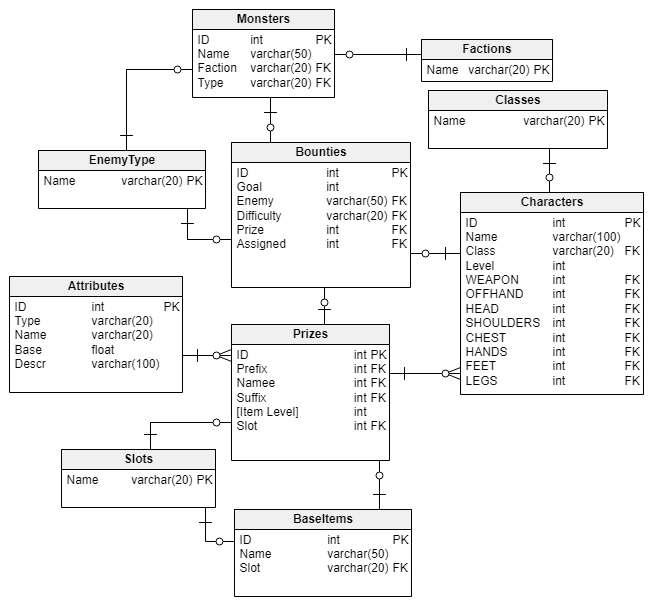 Monsters
ID int PK
Name varchar(50)
Faction varchar(20) FK
Type varchar(20) FK
Factions
Name varchar(20) PK
Classes
Name varchar(20) PK
EnemyType
Name varchar(20) PK
Bounties
ID int PK
Goal int
Enemy varchar(50) FK
Difficulty varchar(20) FK
Prize int FK
Assigned int FK
Characters
ID int PK
Name varchar(100)
Class varchar(20) FK
Level int
WEAPON int FK
OFFHAND int FK
HEAD int FK
SHOULDERS int FK
CHEST int FK
HANDS int FK
FEET int FK
LEGS int FK
Attributes
ID int PK
Type varchar(20)
Name varchar(20)
Base float
Descr varchar(100)
Prizes
ID int PK
Prefix int FK
Namee int FK
Suffix int FK
[Item Level] int
Slot int FK
Slots
Name varchar(20) PK
BaseItems
ID int PK
Name varchar(50)
Slot varchar(20) FK